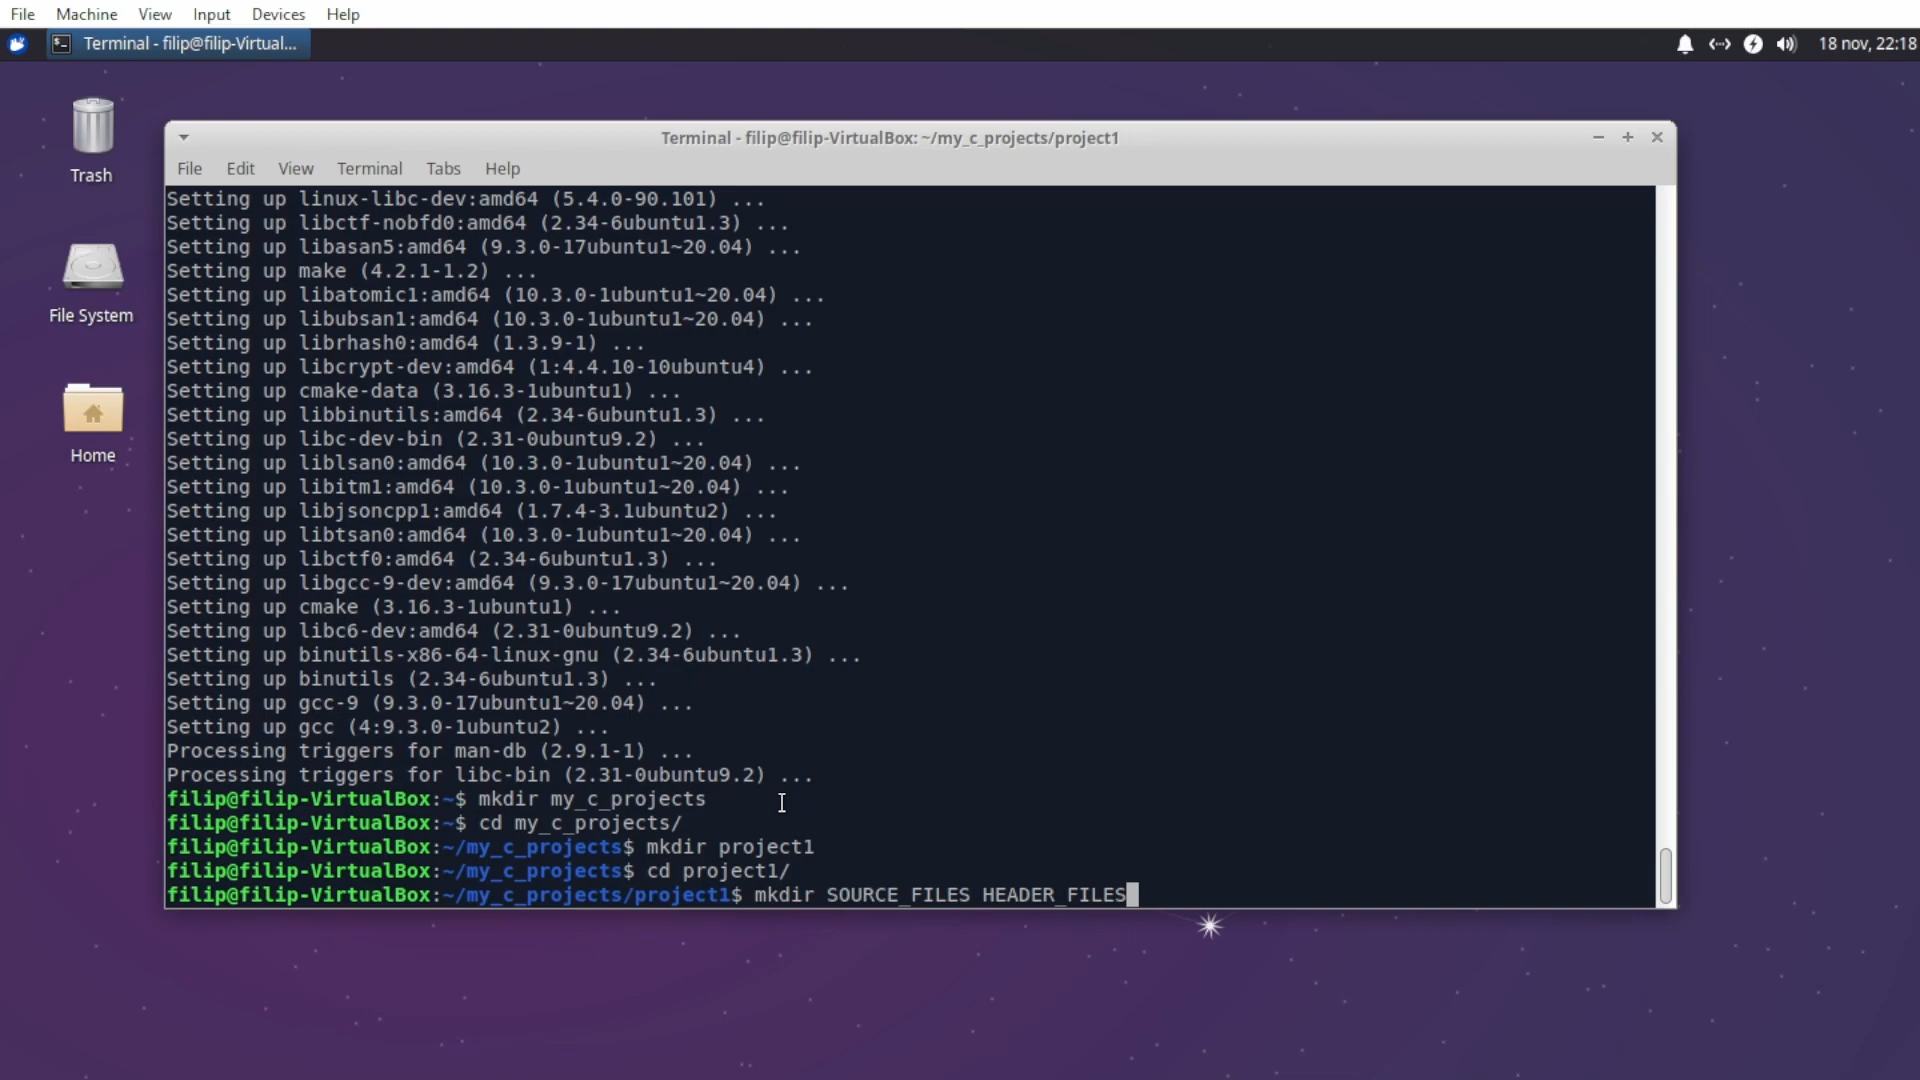 File Machine View Input Devices Help
Terminal - filip@filip-Virtual...
18 nov, 22:18
Trash
File System
Home
Terminal - filip@filip-VirtualBox: ~/my_c_projects/project1
File Edit View Terminal Tabs Help
Setting up linux-libc-dev:amd64 (5.4.0-90.101) ...
Setting up libctf-nobfd0:amd64 (2.34-6ubuntu1.3) ...
Setting up libasan5:amd64 (9.3.0-17ubuntu1~20.04) ...
Setting up make (4.2.1-1.2) ...
Setting up libatomic1:amd64 (10.3.0-1ubuntu1~20.04) ...
Setting up libubsan1:amd64 (10.3.0-1ubuntu1~20.04) ...
Setting up librhash0:amd64 (1.3.9-1) ...
Setting up libcrypt-dev:amd64 (1:4.4.10-10ubuntu4) ...
Setting up cmake-data (3.16.3-1ubuntu1) ...
Setting up libbinutils:amd64 (2.34-6ubuntu1.3) ...
Setting up libc-dev-bin (2.31-0ubuntu9.2) ...
Setting up liblsan0:amd64 (10.3.0-1ubuntu1~20.04) ...
Setting up libitm1:amd64 (10.3.0-1ubuntu1~20.04) ...
Setting up libjsoncpp1:amd64 (1.7.4-3.1ubuntu2) ...
Setting up libtsan0:amd64 (10.3.0-1ubuntu1~20.04) ...
Setting up libctf0:amd64 (2.34-6ubuntu1.3) ...
Setting up libgcc-9-dev:amd64 (9.3.0-17ubuntu1~20.04) ...
Setting up cmake (3.16.3-1ubuntu1) ...
Setting up libc6-dev:amd64 (2.31-0ubuntu9.2) ...
Setting up binutils-x86-64-linux-gnu (2.34-6ubuntu1.3) ...
Setting up binutils (2.34-6ubuntu1.3) ...
Setting up gcc-9 (9.3.0-17ubuntu1~20.04) ...
Setting up gcc (4:9.3.0-1ubuntu2) ...
Processing triggers for man-db (2.9.1-1) ...
Processing triggers for libc-bin (2.31-0ubuntu9.2) ...
filip@filip-VirtualBox:~$ mkdir my_c_projects
filip@filip-VirtualBox:~$ cd my_c_projects/
filip@filip-VirtualBox:~/my_c_projects$ mkdir project1
filip@filip-VirtualBox:~/my_c_projects$ cd project1/
filip@filip-VirtualBox:~/my_c_projects/project1$ mkdir SOURCE_FILES HEADER_FILES